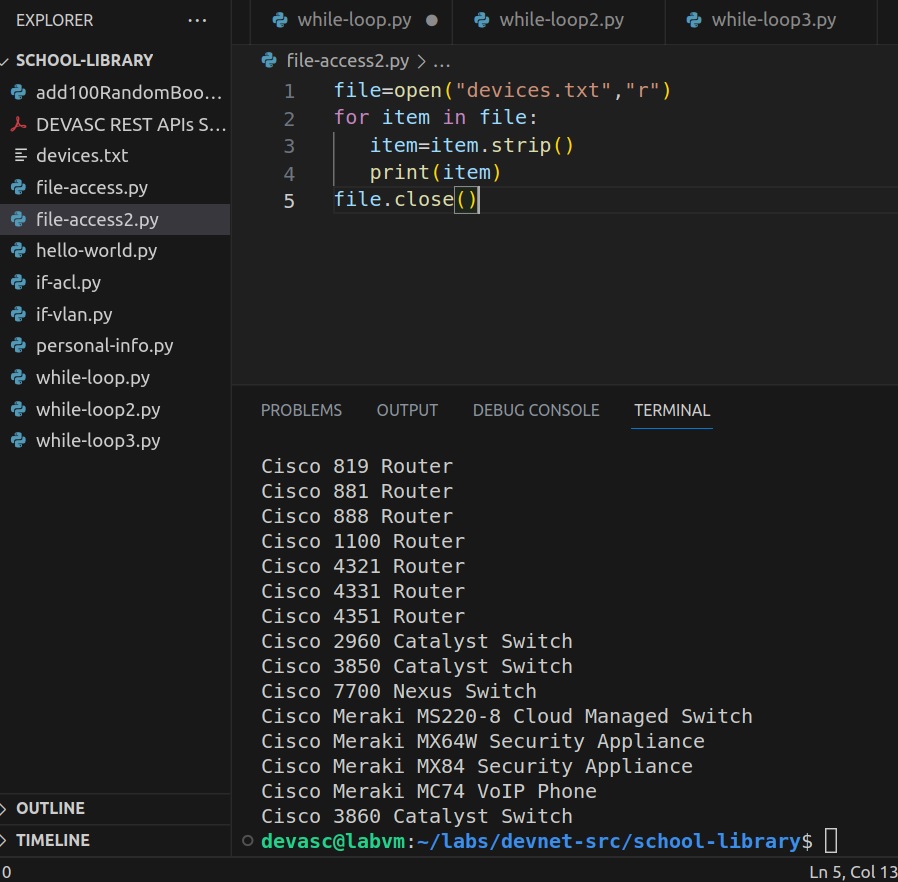 EXPLORER
SCHOOL-LIBRARY
add100RandomBoo...
DEVASC REST APIs S...
devices.txt
file-access.py
file-access2.py
hello-world.py
if-acl.py
if-vlan.py
personal-info.py
while-loop.py
while-loop2.py
while-loop3.py
OUTLINE
TIMELINE
while-loop.py while-loop2.py while-loop3.py
file-access2.py > ...
1 file=open("devices.txt","r")
2 for item in file:
3    item=item.strip()
4    print(item)
5 file.close()
PROBLEMS OUTPUT DEBUG CONSOLE TERMINAL
Cisco 819 Router
Cisco 881 Router
Cisco 888 Router
Cisco 1100 Router
Cisco 4321 Router
Cisco 4331 Router
Cisco 4351 Router
Cisco 2960 Catalyst Switch
Cisco 3850 Catalyst Switch
Cisco 7700 Nexus Switch
Cisco Meraki MS220-8 Cloud Managed Switch
Cisco Meraki MX64W Security Appliance
Cisco Meraki MX84 Security Appliance
Cisco Meraki MC74 VoIP Phone
Cisco 3860 Catalyst Switch
devasc@labvm:~/labs/devnet-src/school-library$
0 Ln 5, Col 13